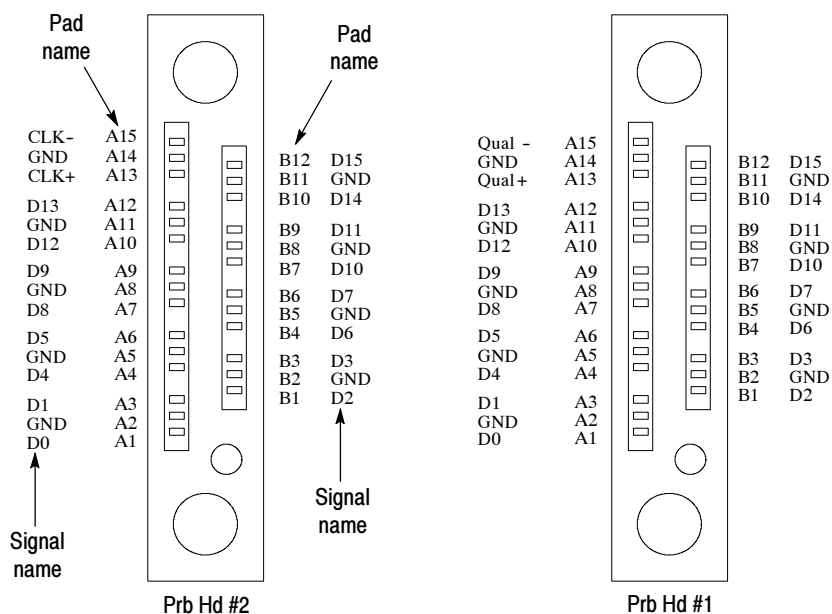 Pad
name
Pad
name
CLK- A15
GND A14
CLK+ A13
D13 A12
GND A11
D12 A10
D9 A9
GND A8
D8 A7
D5 A6
GND A5
D4 A4
D1 A3
GND A2
D0 A1
B12 D15
B11 GND
B10 D14
B9 D11
B8 GND
B7 D10
B6 D7
B5 GND
B4 D6
B3 D3
B2 GND
B1 D2
Signal
name
Signal
name
Prb Hd #2
Qual - A15
GND A14
Qual+ A13
D13 A12
GND A11
D12 A10
D9 A9
GND A8
D8 A7
D5 A6
GND A5
D4 A4
D1 A3
GND A2
D0 A1
B12 D15
B11 GND
B10 D14
B9 D11
B8 GND
B7 D10
B6 D7
B5 GND
B4 D6
B3 D3
B2 GND
B1 D2
Prb Hd #1